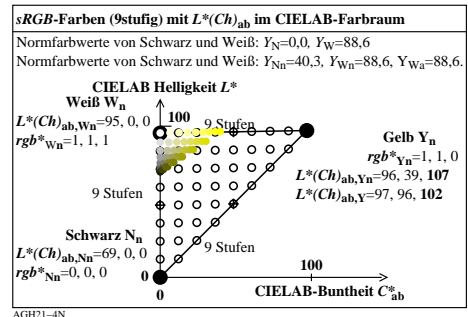 sRGB-Farben (9stufig) mit L*(Ch)ab im CIELAB-Farbraum
Normfarbwerte von Schwarz und Weiß: YN=0,0, YW=88,6
Normfarbwerte von Schwarz und Weiß: YNn=40,3, YWn=88,6, YWa=88,6.
CIELAB Helligkeit L*
Weiß Wn
100
9 Stufen
L*(Ch)ab,Wn=95, 0, 0
rgb*Wn=1, 1, 1
Gelb Yn
rgb*Yn=1, 1, 0
L*(Ch)ab,Yn=96, 39, 107
L*(Ch)ab,Y=97, 96, 102
9 Stufen
Schwarz Nn
9 Stufen
L*(Ch)ab,Nn=69, 0, 0
rgb*Nn=0, 0, 0
0
100
0
CIELAB-Buntheit C*ab
AGH21-4N